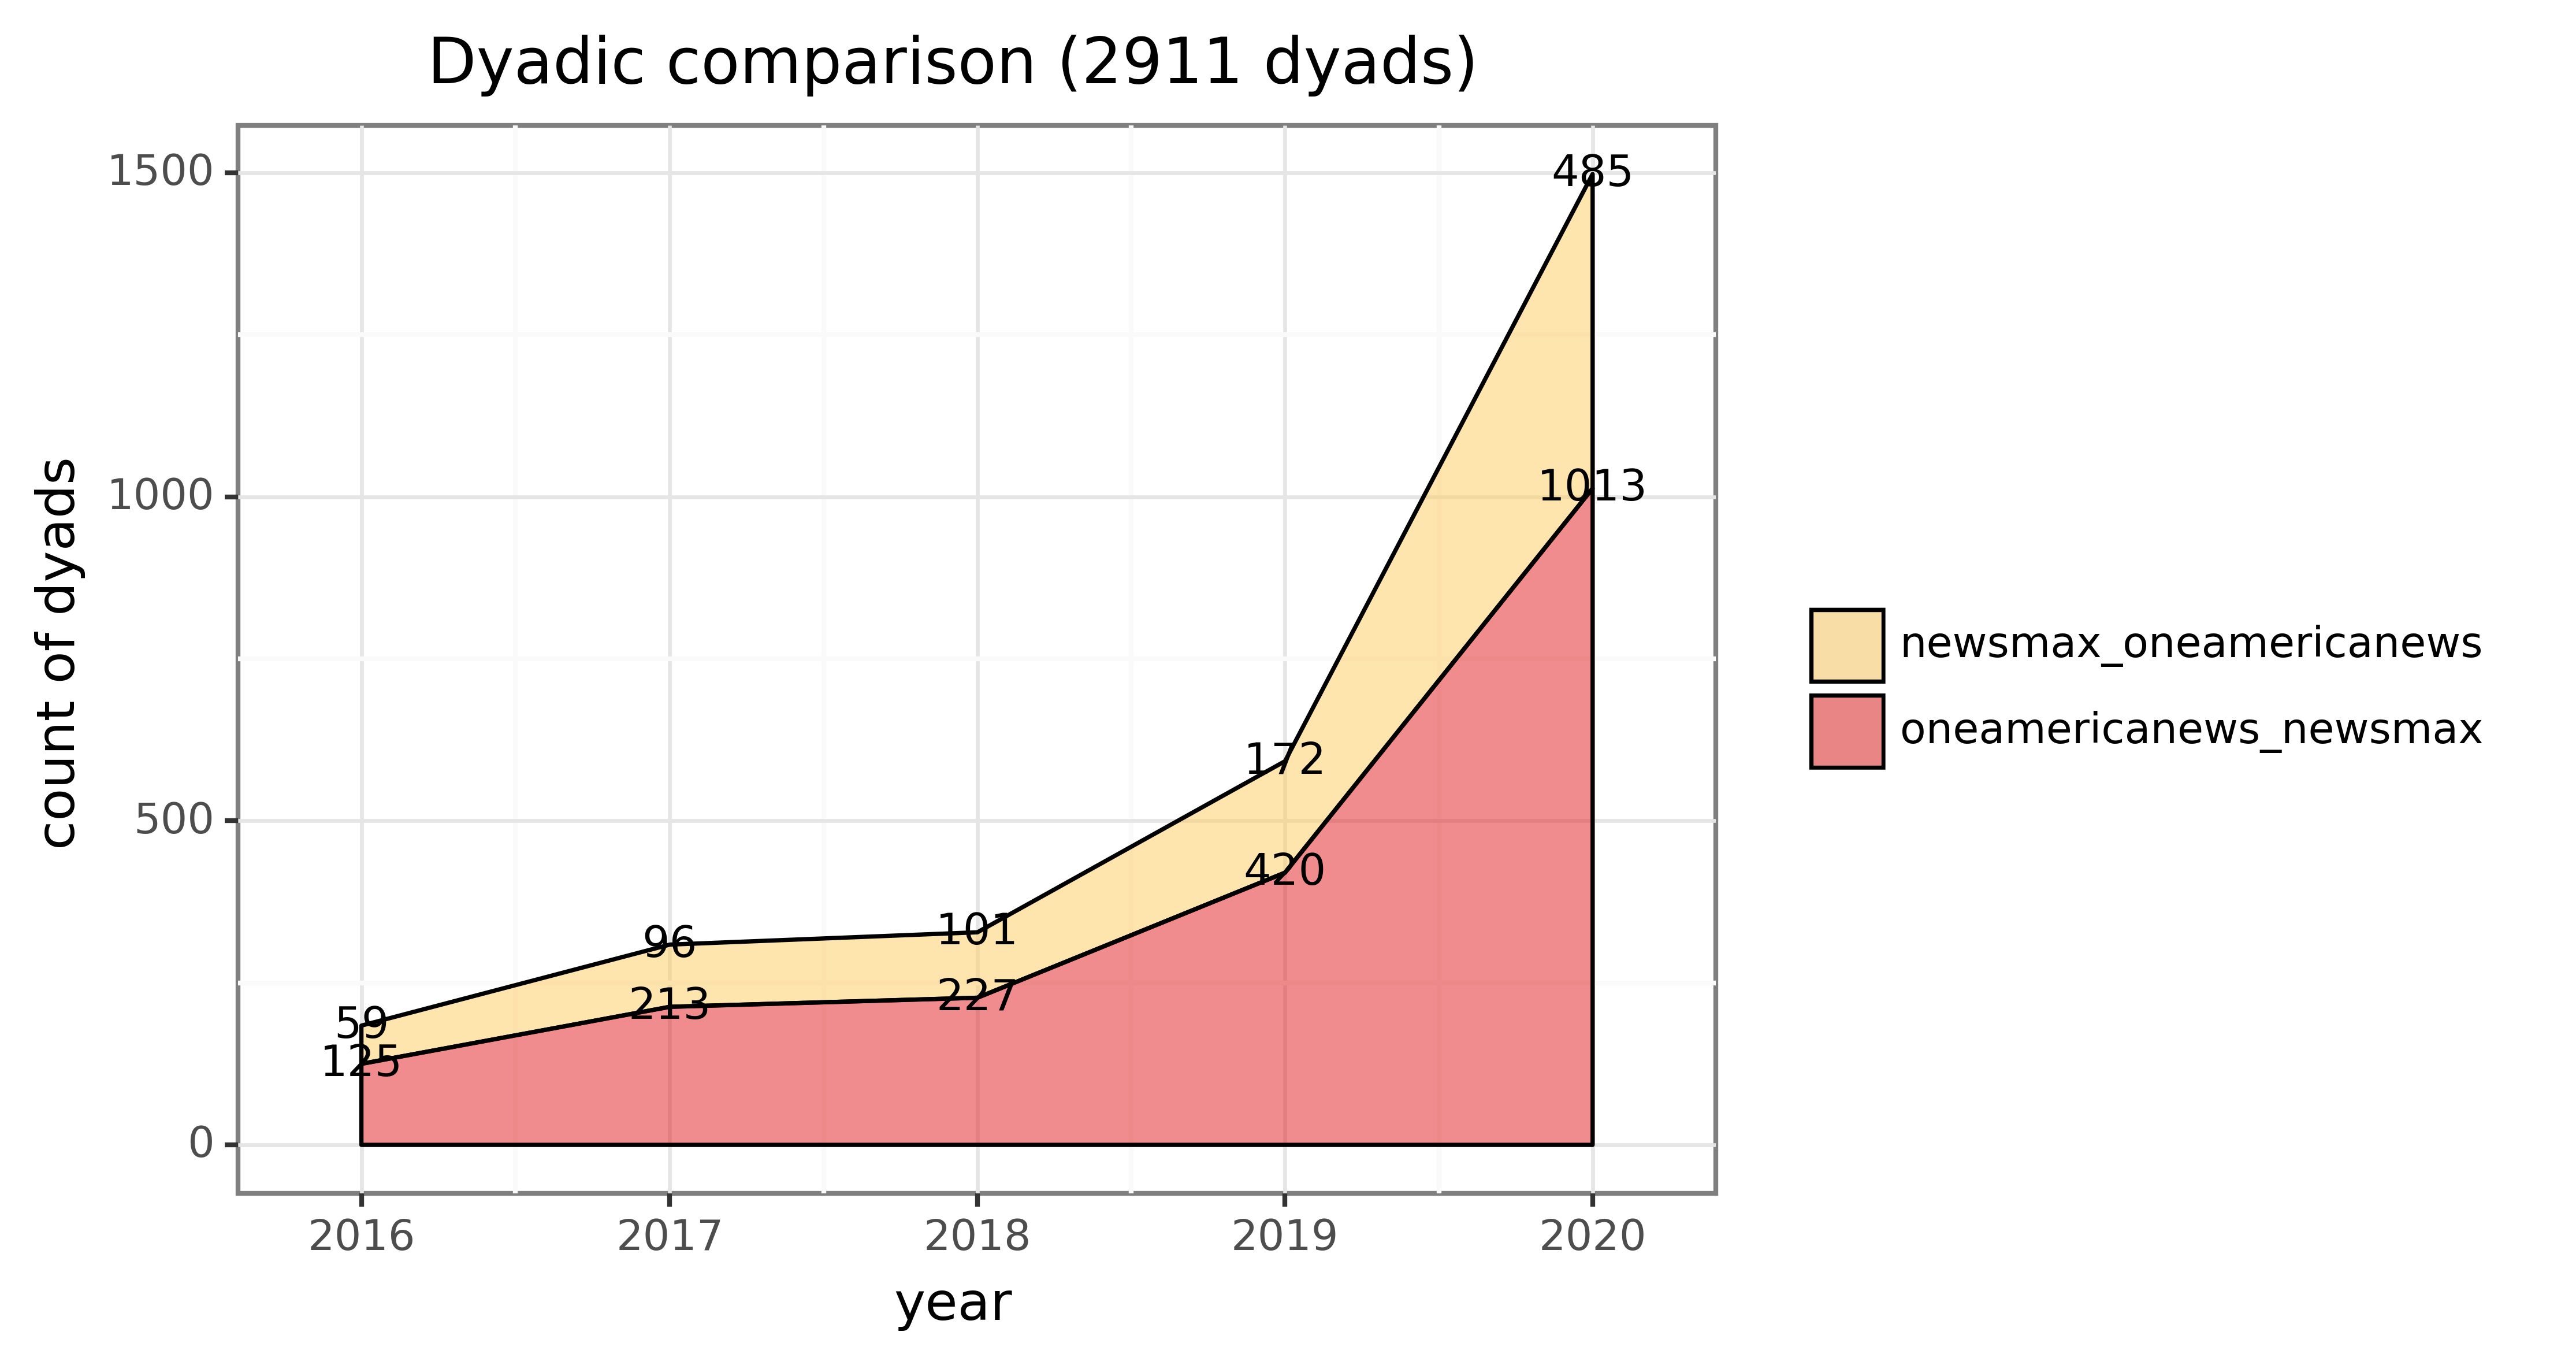 Dyadic comparison (2911 dyads)
count of dyads
1500
1000
500
0
485
1013
172
420
96
101
213
227
59
125
2016 2017 2018 2019 2020
year
newsmax_oneamericanews
oneamericanews_newsmax